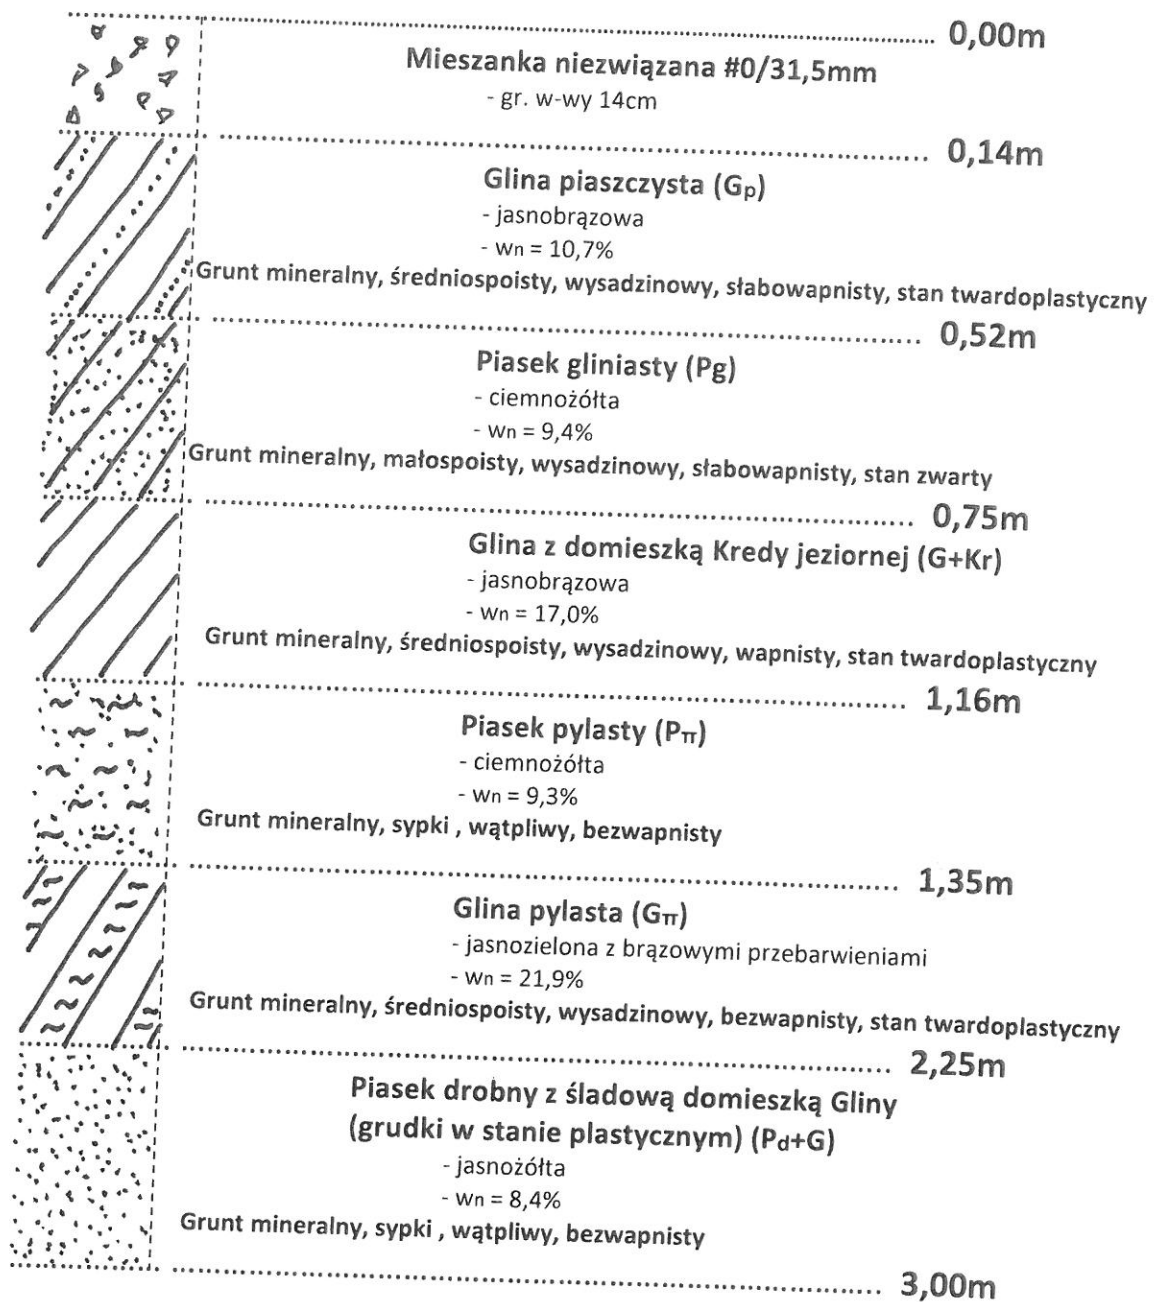 0,00m
Mieszanka niezwiązana #0/31,5mm
- gr. w-wy 14cm
0,14m
Glina piaszczysta (Gp)
- jasnobrązowa
- wn = 10,7%
Grunt mineralny, średniospoisty, wysadzinowy, słabowapnisty, stan twardoplastyczny
0,52m
Piasek gliniasty (Pg)
- ciemnożółta
- wn = 9,4%
Grunt mineralny, małospoisty, wysadzinowy, słabowapnisty, stan zwarty
0,75m
Glina z domieszką Kredy jeziornej (G+Kr)
- jasnobrązowa
- wn = 17,0%
Grunt mineralny, średniospoisty, wysadzinowy, wapnisty, stan twardoplastyczny
1,16m
Piasek pylasty (Pπ)
- ciemnożółta
- wn = 9,3%
Grunt mineralny, sypki , wątpliwy, bezwapnisty
1,35m
Glina pylasta (Gπ)
- jasnozielona z brązowymi przebarwieniami
- wn = 21,9%
Grunt mineralny, średniospoisty, wysadzinowy, bezwapnisty, stan twardoplastyczny
2,25m
Piasek drobny z śladową domieszką Gliny
(grudki w stanie plastycznym) (Pd+G)
- jasnożółta
- wn = 8,4%
Grunt mineralny, sypki , wątpliwy, bezwapnisty
3,00m